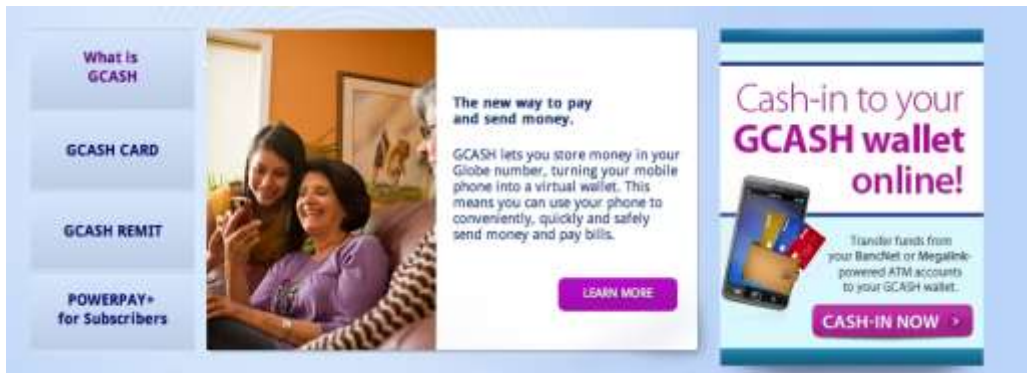 What is
GCASH
GCASH CARD
GCASH REMIT
POWERPAY+
for Subscribers
The new way to pay
and send money.
GCASH lets you store money in your
Globe number, turning your mobile
phone into a virtual wallet. This
means you can use your phone to
conveniently, quickly and safely
send money and pay bills.
LEARN MORE
Cash-in to your
GCASH wallet
online!
Transfer funds from
your BancNet or Megalink-
powered ATM accounts
to your GCASH wallet.
CASH-IN NOW